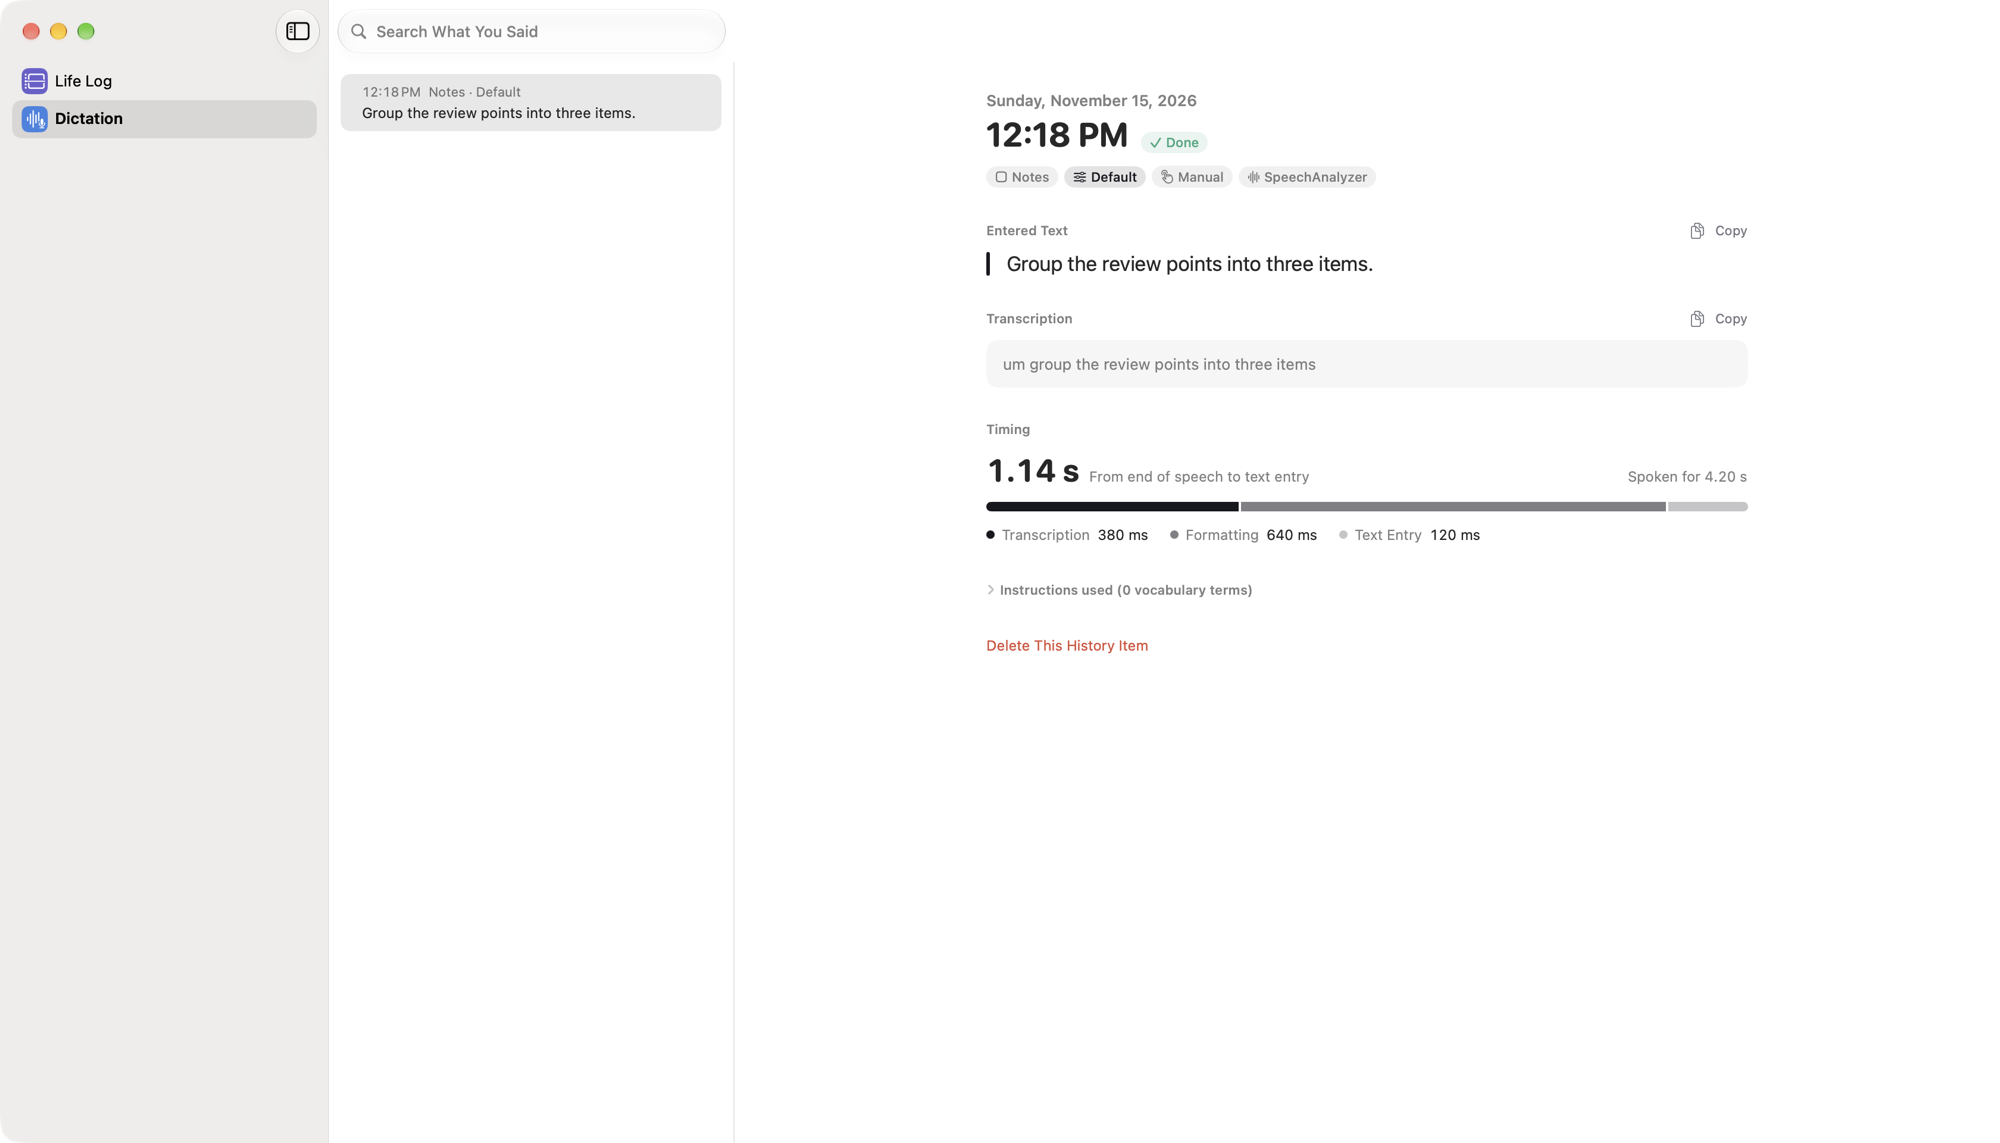 Search What You Said
Life Log
Dictation
12:18 PM Notes · Default
Group the review points into three items.
Sunday, November 15, 2026
12:18 PM Done
Notes Default Manual SpeechAnalyzer
Entered Text Copy
Group the review points into three items.
Transcription Copy
um group the review points into three items
Timing
1.14 s From end of speech to text entry Spoken for 4.20 s
Transcription 380 ms Formatting 640 ms Text Entry 120 ms
Instructions used (0 vocabulary terms)
Delete This History Item